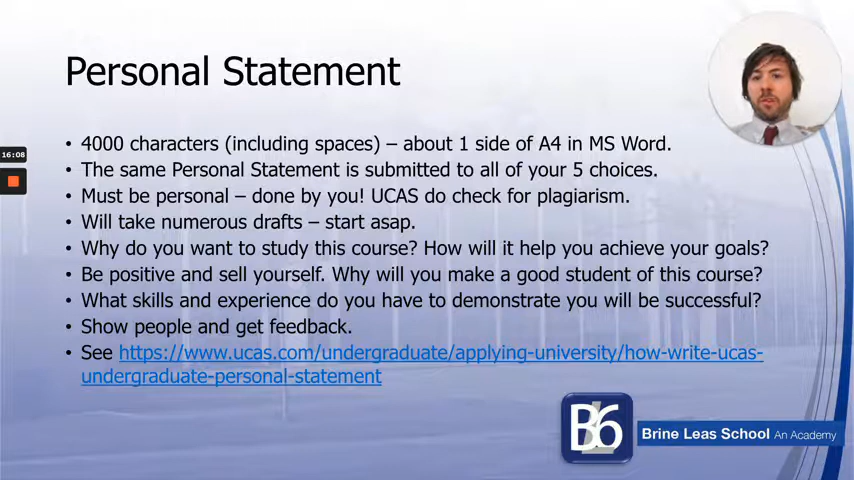 Personal Statement
16:08
• 4000 characters (including spaces) – about 1 side of A4 in MS Word.
• The same Personal Statement is submitted to all of your 5 choices.
• Must be personal – done by you! UCAS do check for plagiarism.
• Will take numerous drafts – start asap.
• Why do you want to study this course? How will it help you achieve your goals?
• Be positive and sell yourself. Why will you make a good student of this course?
• What skills and experience do you have to demonstrate you will be successful?
• Show people and get feedback.
• See https://www.ucas.com/undergraduate/applying-university/how-write-ucas-
undergraduate-personal-statement
BL6
Brine Leas School An Academy